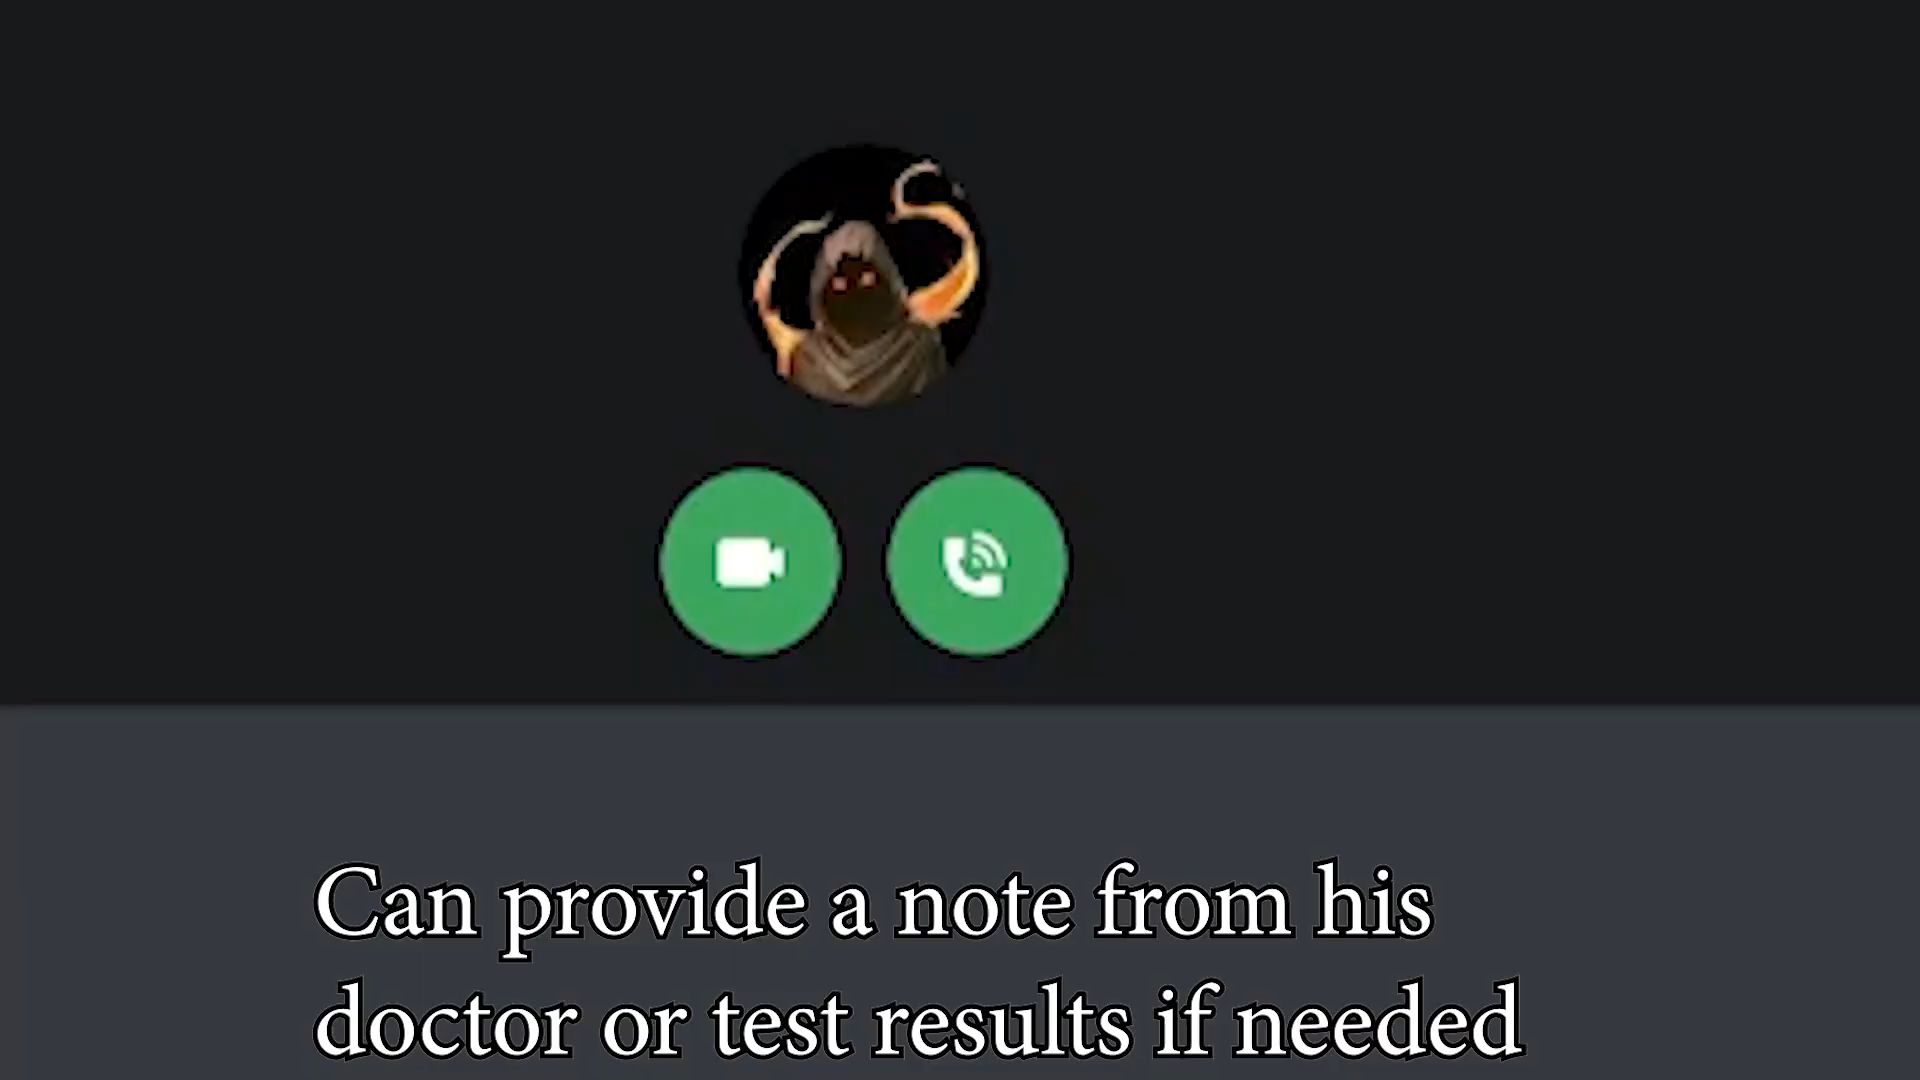 Can provide a note from his
doctor or test results if needed